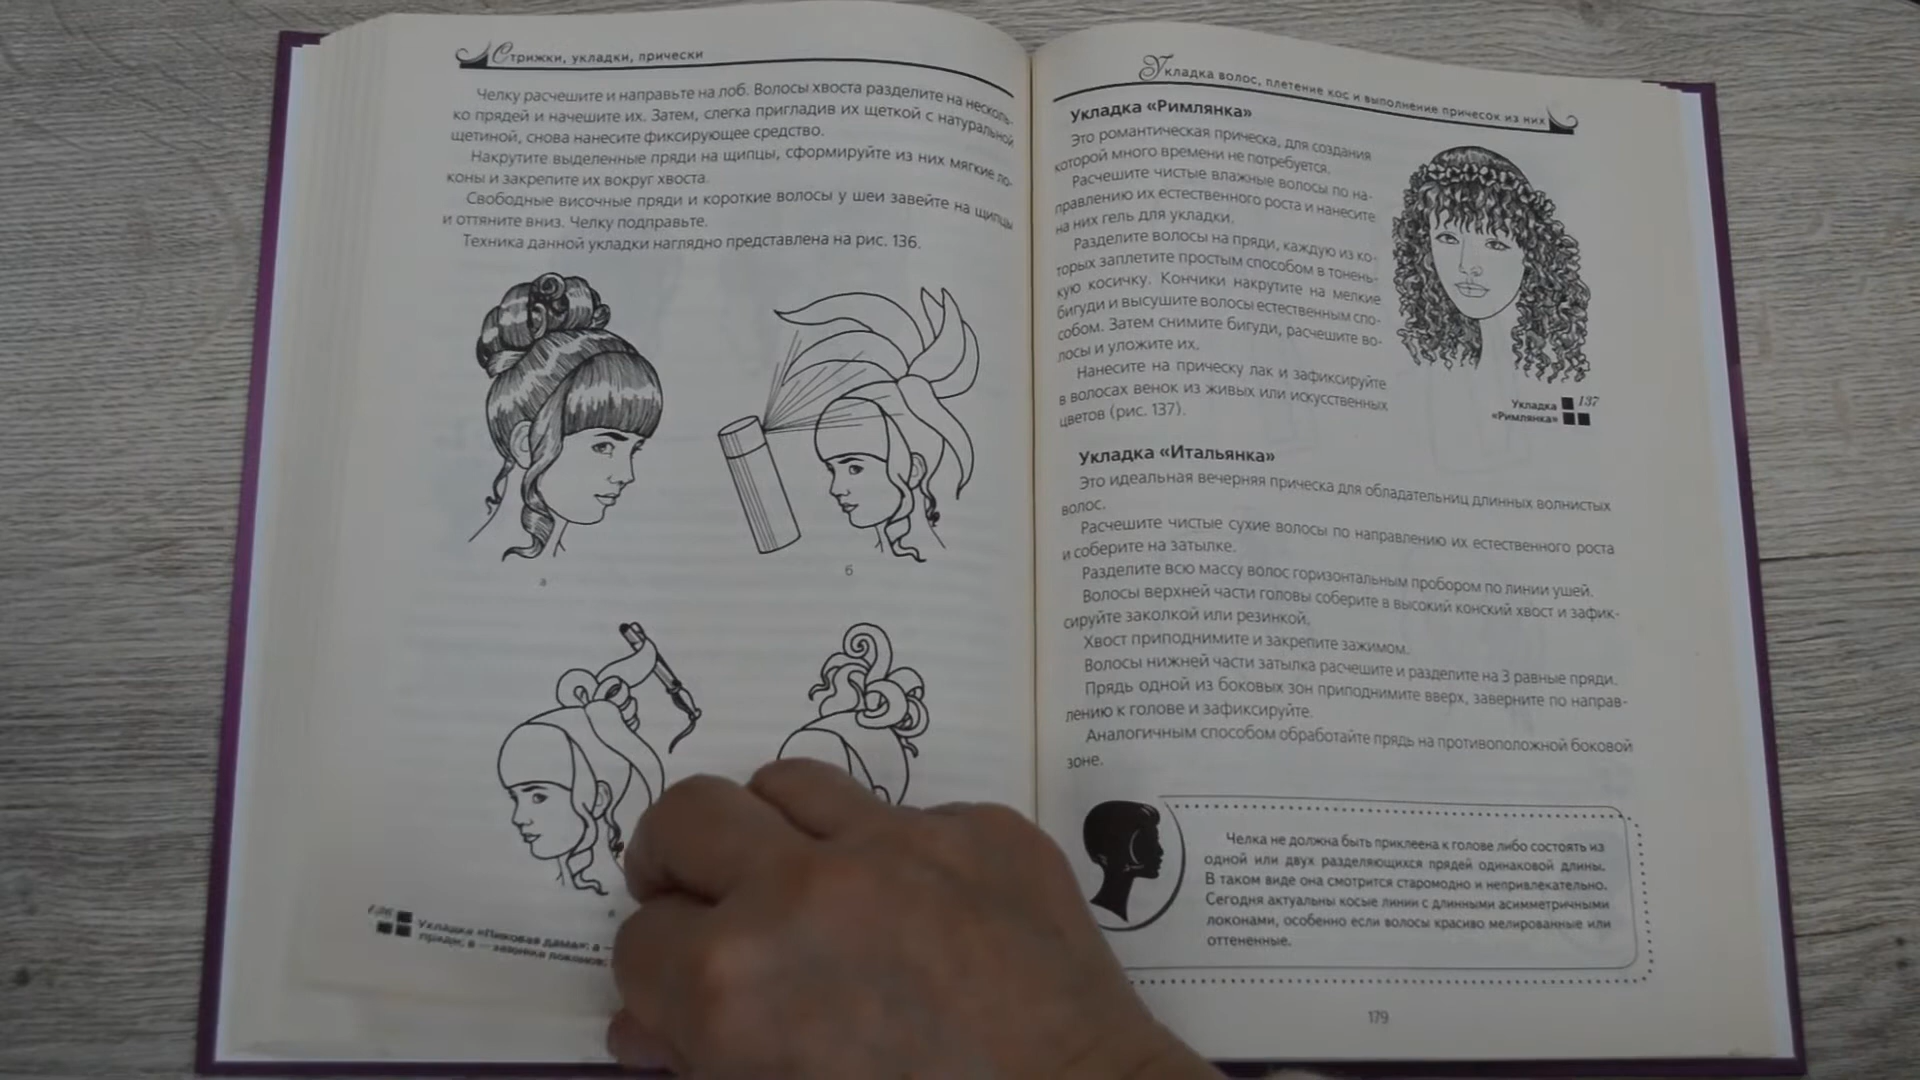 Стрижки, укладки, прически
Челку расчешите и направьте на лоб. Волосы хвоста разделите на несколь-
ко прядей и начешите их. Затем, слегка пригладив их щеткой с натуральной
щетиной, снова нанесите фиксирующее средство.
Накрутите выделенные пряди на щипцы, сформируйте из них мягкие ло-
коны и закрепите их вокруг хвоста.
Свободные височные пряди и короткие волосы у шеи завейте на щипцы
и оттяните вниз. Челку подправьте.
Техника данной укладки наглядно представлена на рис. 136.
а
б
в
136
Укладка «Пиковая дама»: а —
пряди; в — завивка локонов;
Укладка волос, плетение кос и выполнение причесок из них
Укладка «Римлянка»
Это романтическая прическа, для создания
которой много времени не потребуется.
Расчешите чистые влажные волосы по на-
правлению их естественного роста и нанесите
на них гель для укладки.
Разделите волосы на пряди, каждую из ко-
торых заплетите простым способом в тонень-
кую косичку. Кончики накрутите на мелкие
бигуди и высушите волосы естественным спо-
собом. Затем снимите бигуди, расчешите во-
лосы и уложите их.
Нанесите на прическу лак и зафиксируйте
в волосах венок из живых или искусственных
цветов (рис. 137).
Укладка 137
«Римлянка»
Укладка «Итальянка»
Это идеальная вечерняя прическа для обладательниц длинных волнистых
волос.
Расчешите чистые сухие волосы по направлению их естественного роста
и соберите на затылке.
Разделите всю массу волос горизонтальным пробором по линии ушей.
Волосы верхней части головы соберите в высокий конский хвост и зафик-
сируйте заколкой или резинкой.
Хвост приподнимите и закрепите зажимом.
Волосы нижней части затылка расчешите и разделите на 3 равные пряди.
Прядь одной из боковых зон приподнимите вверх, заверните по направ-
лению к голове и зафиксируйте.
Аналогичным способом обработайте прядь на противоположной боковой
зоне.
Челка не должна быть приклеена к голове либо состоять из
одной или двух разделяющихся прядей одинаковой длины.
В таком виде она смотрится старомодно и непривлекательно.
Сегодня актуальны косые линии с длинными асимметричными
локонами, особенно если волосы красиво мелированные или
оттененные.
179